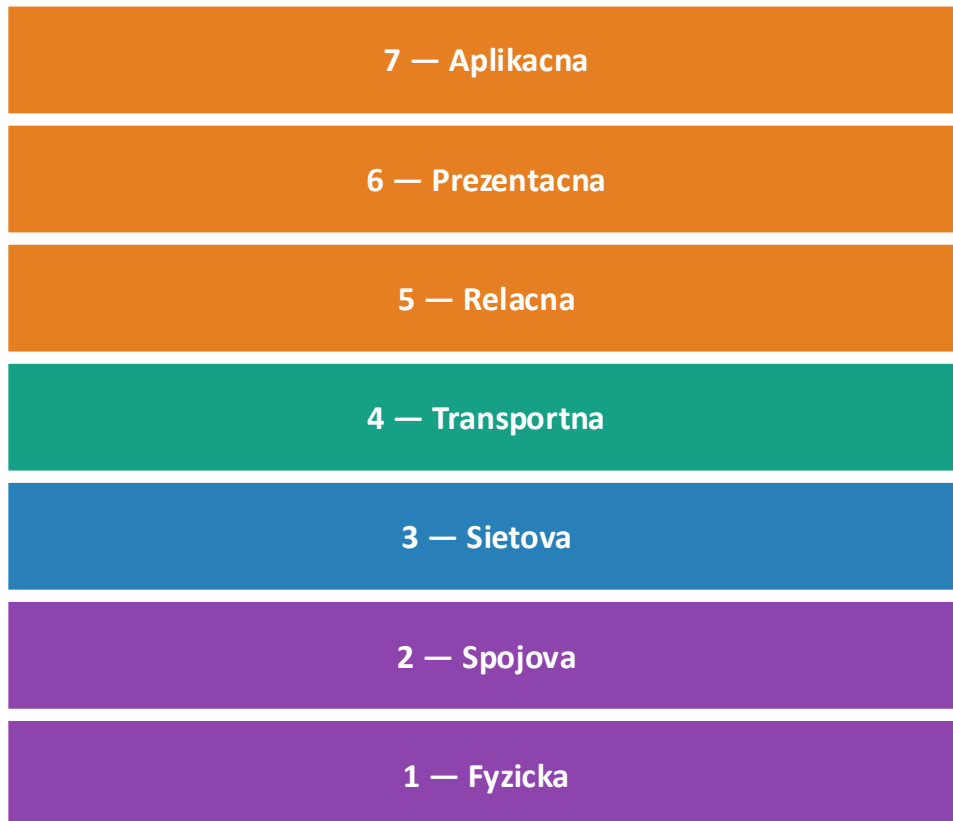 7 — Aplikacna
6 — Prezentacna
5 — Relacna
4 — Transportna
3 — Sietova
2 — Spojova
1 — Fyzicka